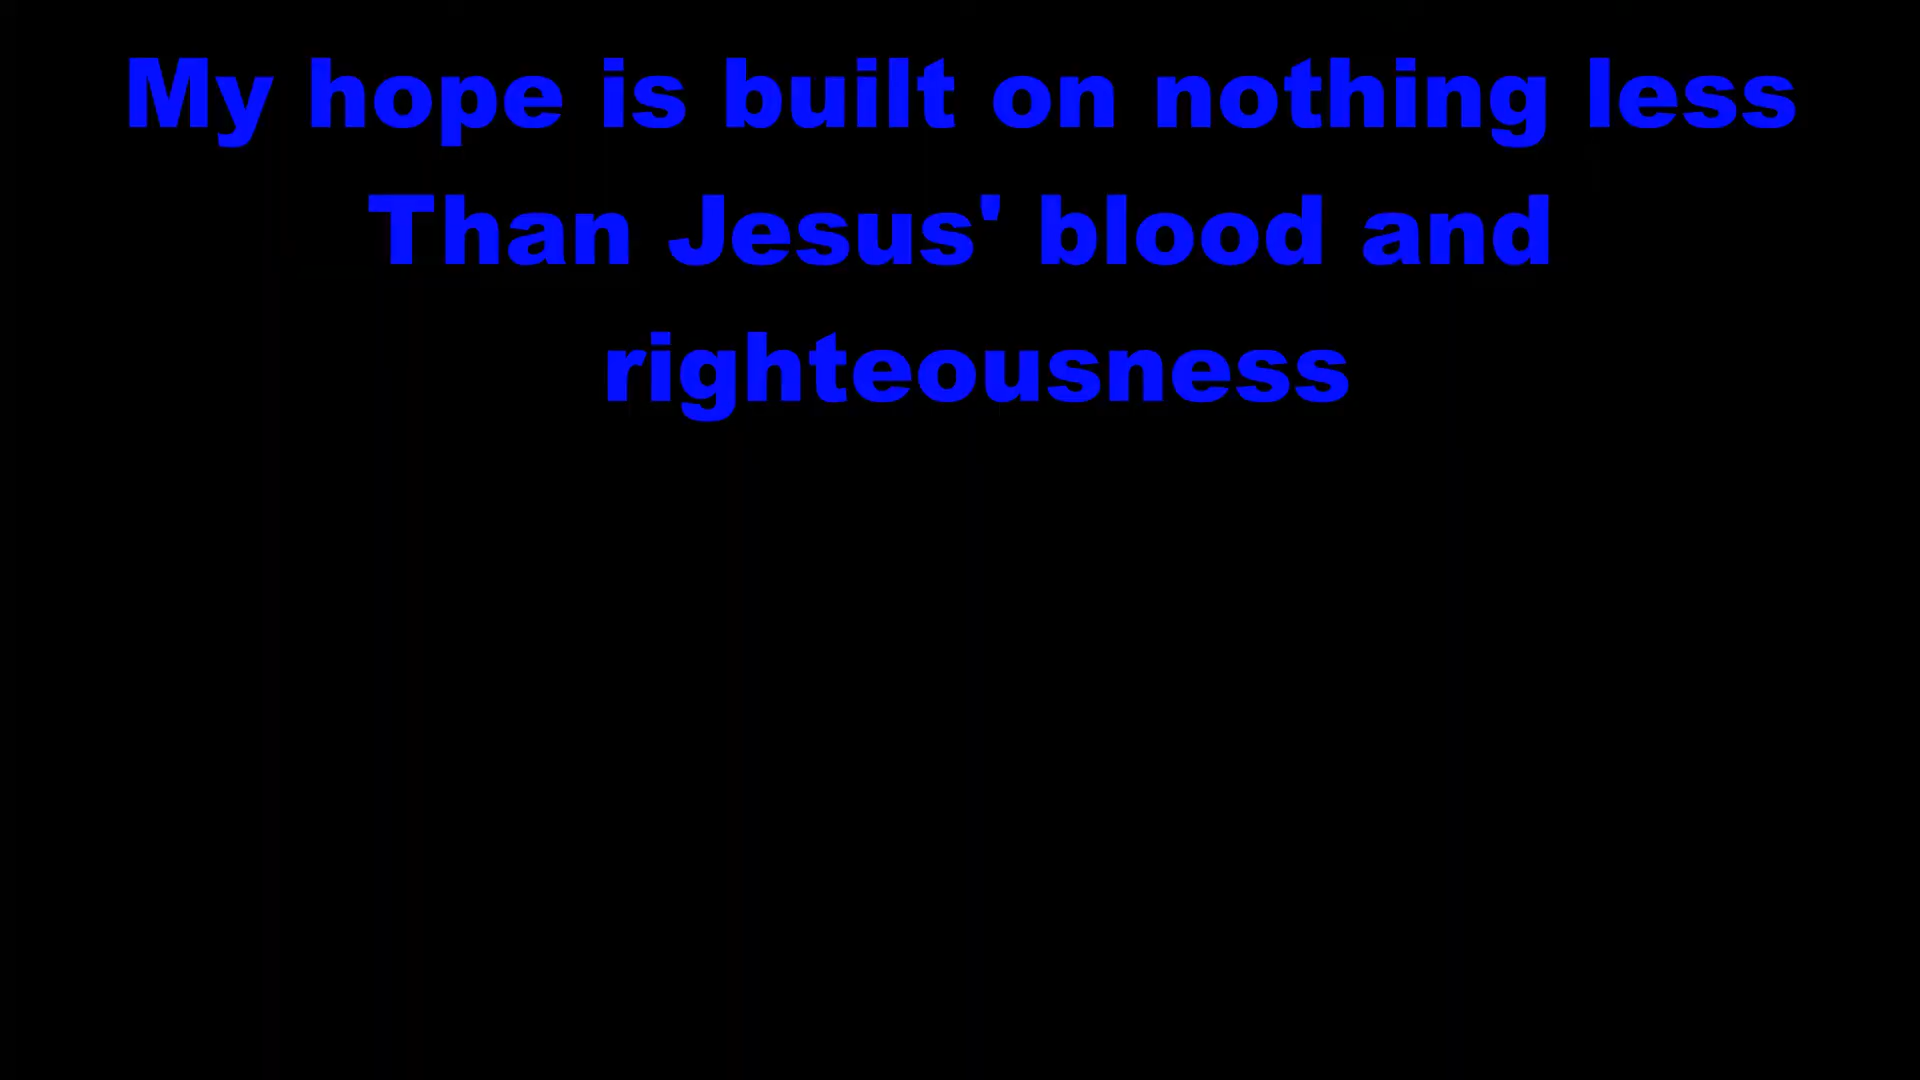 My hope is built on nothing less
Than Jesus' blood and
righteousness